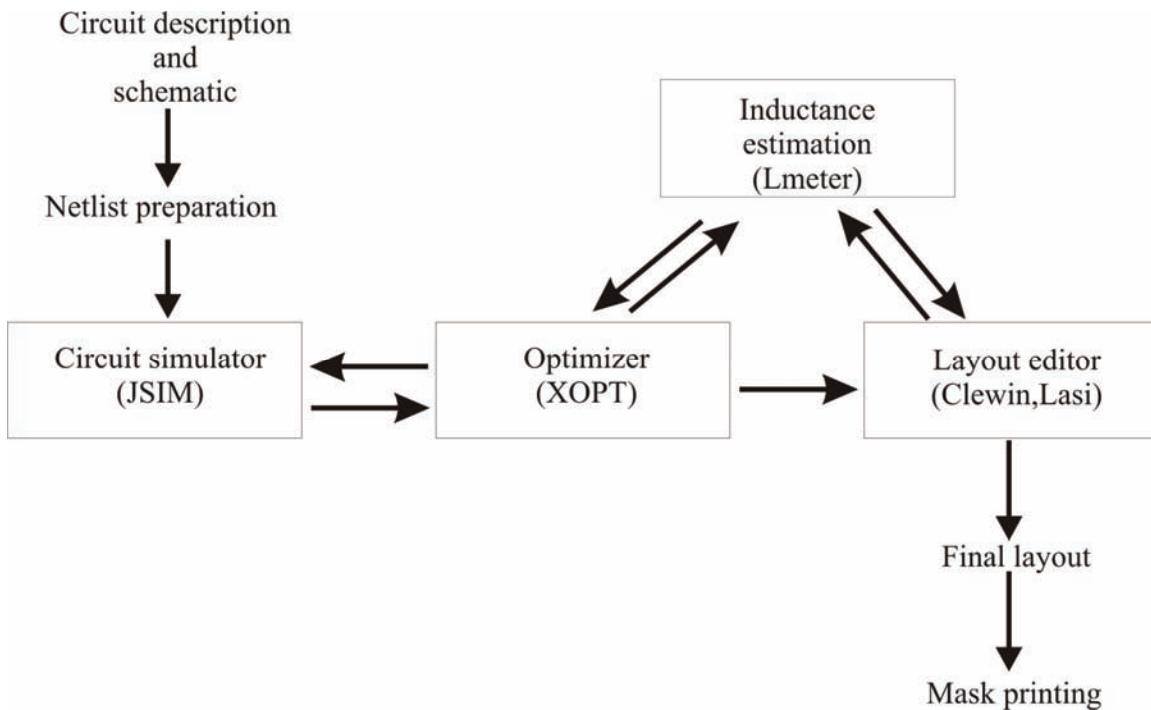 Circuit description
and
schematic
Netlist preparation
Circuit simulator
(JSIM)
Optimizer
(XOPT)
Inductance
estimation
(Lmeter)
Layout editor
(Clewin,Lasi)
Final layout
Mask printing